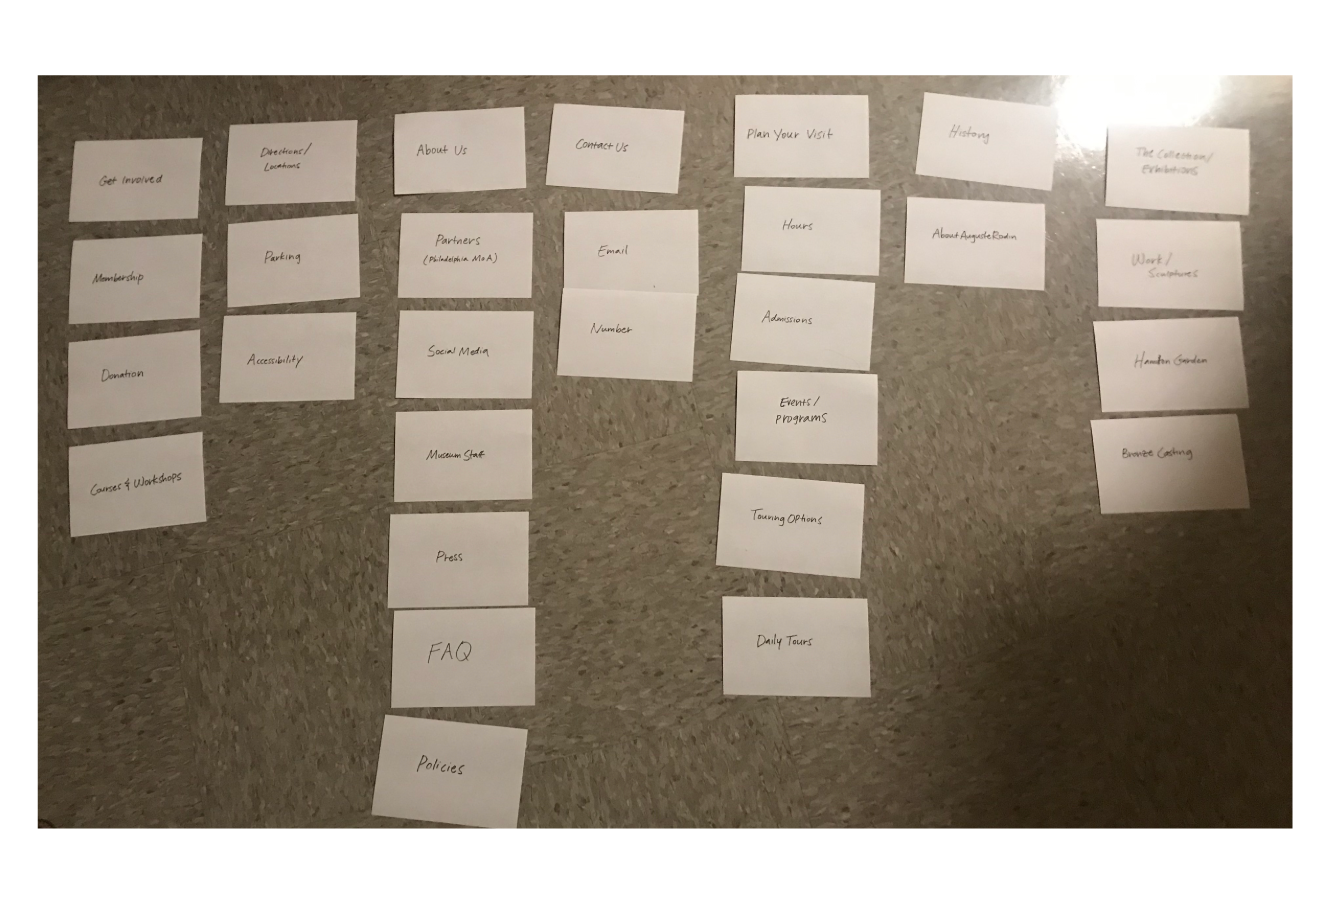 Get Involved
Membership
Donation
Courses & Workshops
Directions/
Locations
Parking
Accessibility
About Us
Partners
(Philadelphia MoA)
Social Media
Museum Staff
Press
FAQ
Policies
Contact Us
Email
Number
Plan Your Visit
Hours
Admissions
Events/
programs
Touring Options
Daily Tours
History
About Auguste Rodin
The Collection/
exhibitions
Work/
Sculptures
Hamilton Garden
Bronze Casting